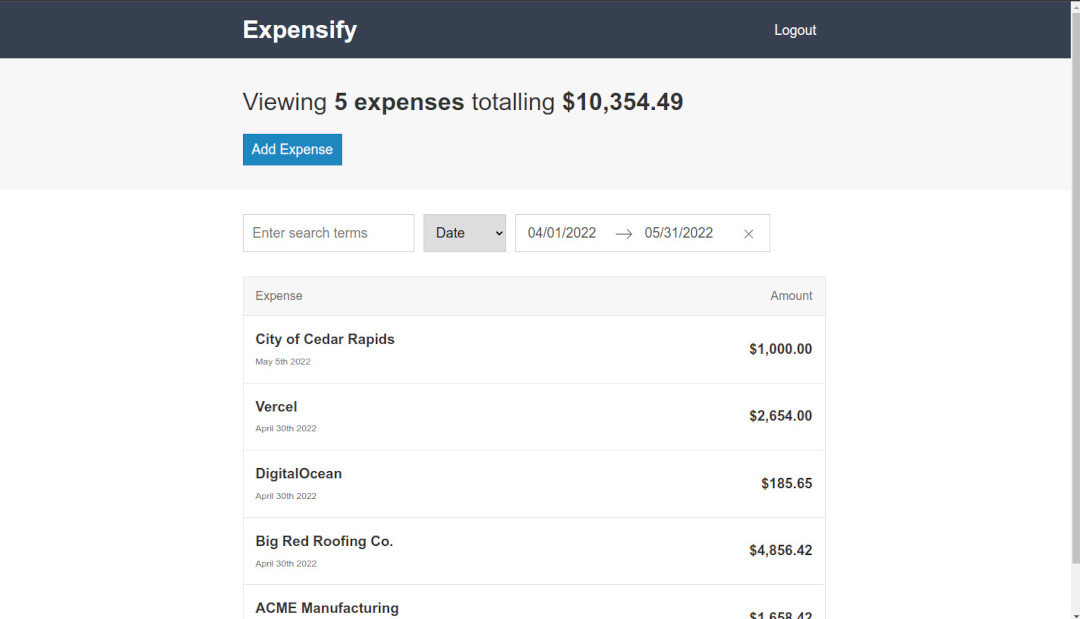 Expensify
Logout
Viewing 5 expenses totalling $10,354.49
Add Expense
Enter search terms
Date
04/01/2022 → 05/31/2022
Expense Amount
City of Cedar Rapids
May 5th 2022
$1,000.00
Vercel
April 30th 2022
$2,654.00
DigitalOcean
April 30th 2022
$185.65
Big Red Roofing Co.
April 30th 2022
$4,856.42
ACME Manufacturing
$1,658.42